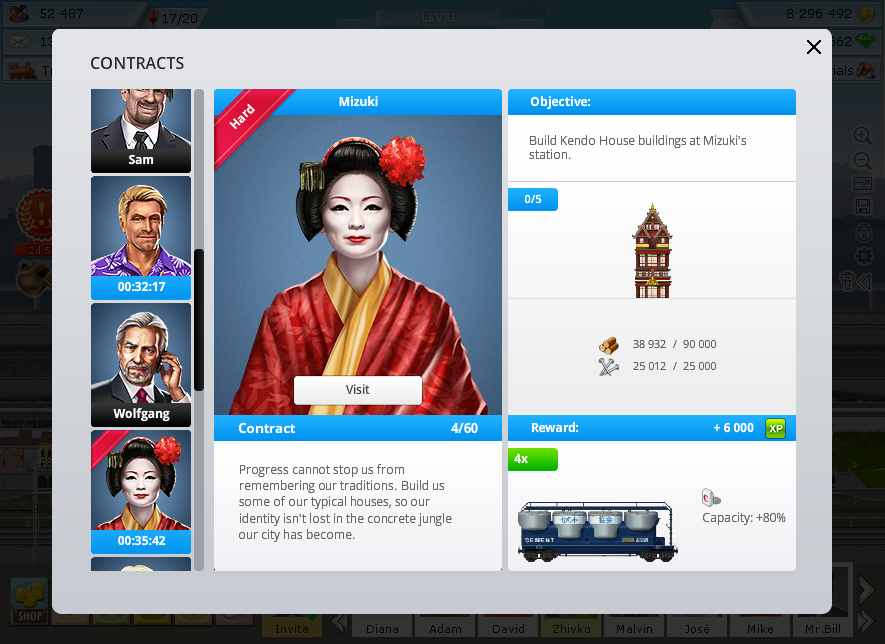 52 487
17/20
LEVEL
8 296 492
CONTRACTS
Sam
00:32:17
Wolfgang
00:35:42
Hard
Mizuki
Visit
Contract 4/60
Progress cannot stop us from
remembering our traditions. Build us
some of our typical houses, so our
identity isn't lost in the concrete jungle
our city has become.
Objective:
Build Kendo House buildings at Mizuki's
station.
0/5
38 932 / 90 000
25 012 / 25 000
Reward: + 6 000 XP
4x
CEMENT
Capacity: +80%
SHOP
Invite
Diana
Adam
David
Zhivko
Malvin
José
Mike
Mr.Bill